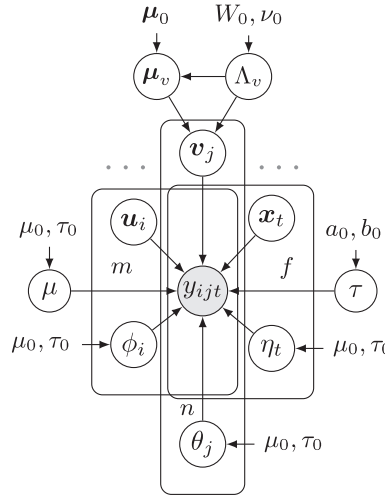 μ₀ W₀, ν₀
μᵥ Λᵥ
vⱼ
· · · · · ·
uᵢ xₜ
μ₀, τ₀ a₀, b₀
m f
μ yᵢⱼₜ τ
μ₀, τ₀ ϕᵢ ηₜ μ₀, τ₀
n
θⱼ μ₀, τ₀